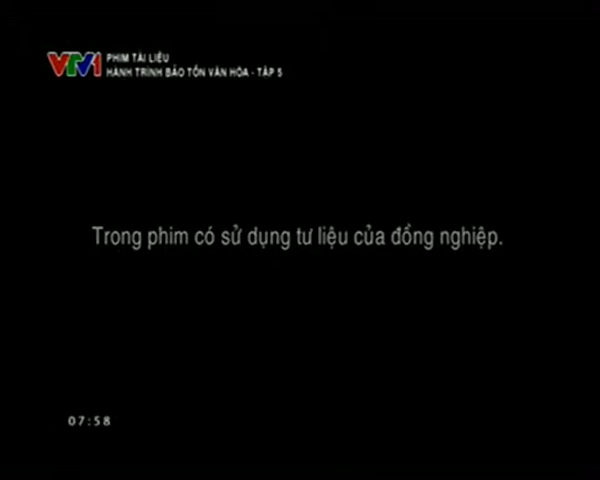 VTV1
PHIM TÀI LIỆU
HÀNH TRÌNH BẢO TỒN VĂN HÓA - TẬP 5
Trong phim có sử dụng tư liệu của đồng nghiệp.
07:58